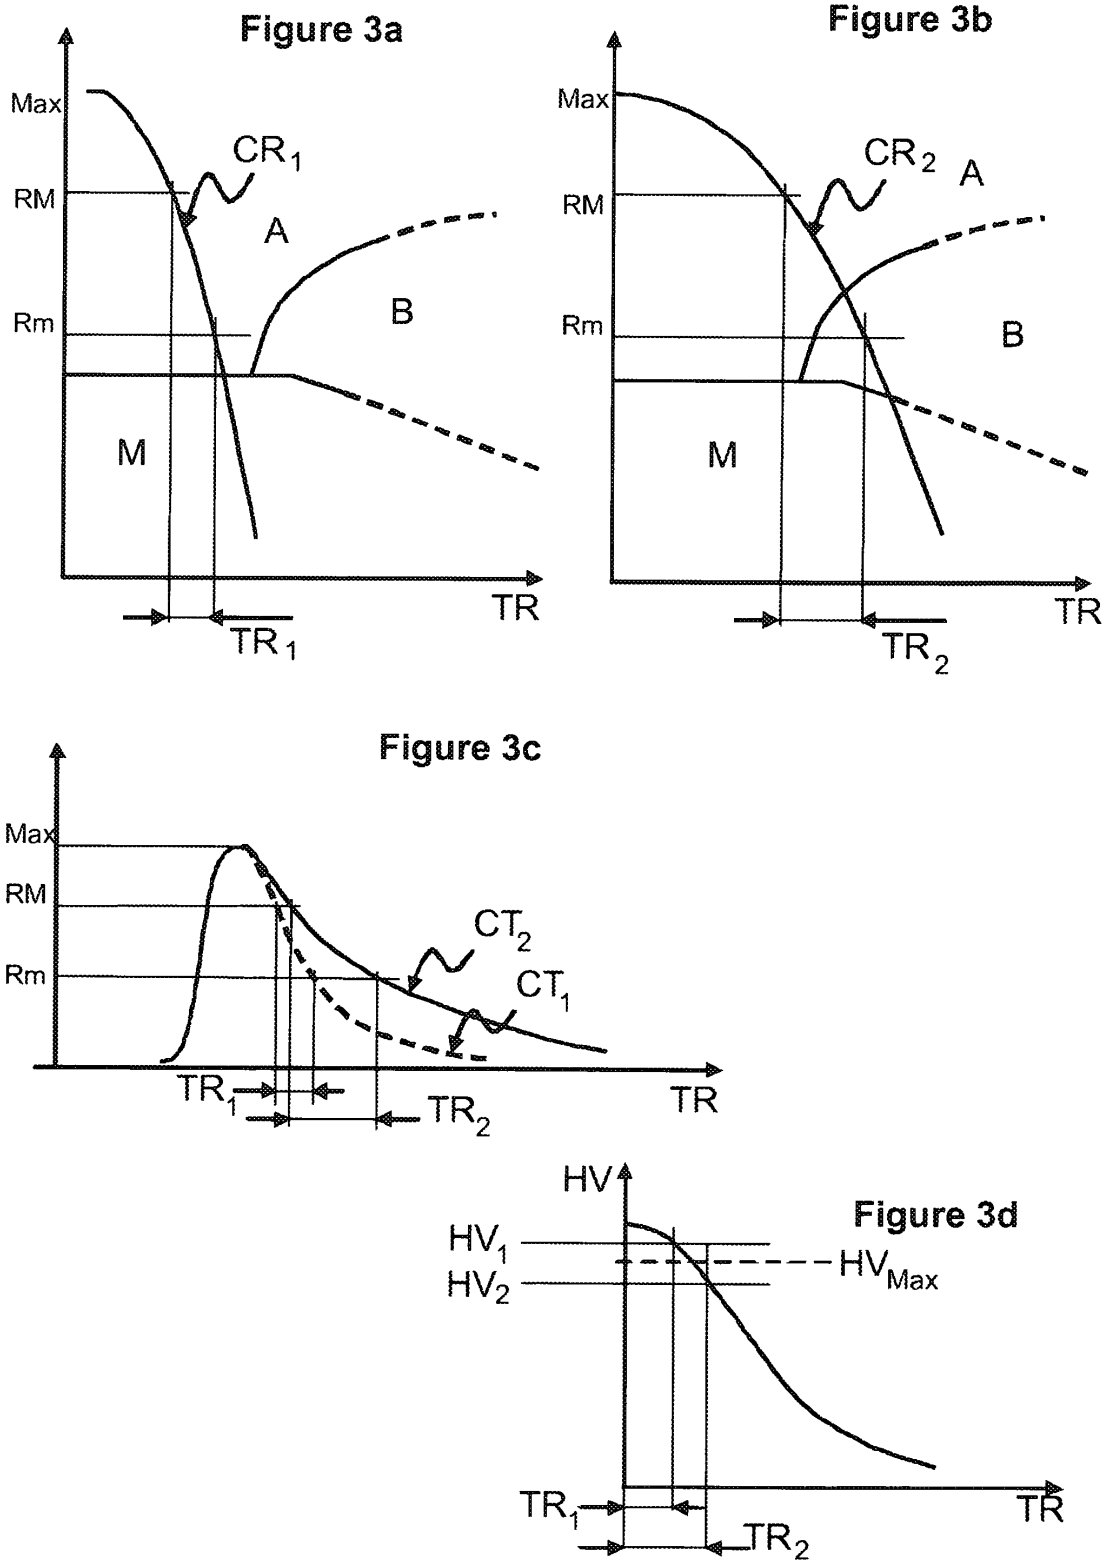 Figure 3a
Max
CR1
RM
A
B
Rm
M
TR
TR1
Figure 3b
Max
CR2
A
RM
Rm
B
M
TR
TR2
Figure 3c
Max
RM
CT2
Rm
CT1
TR1
TR2
TR
HV
Figure 3d
HV1
HVMax
HV2
TR
TR1
TR2